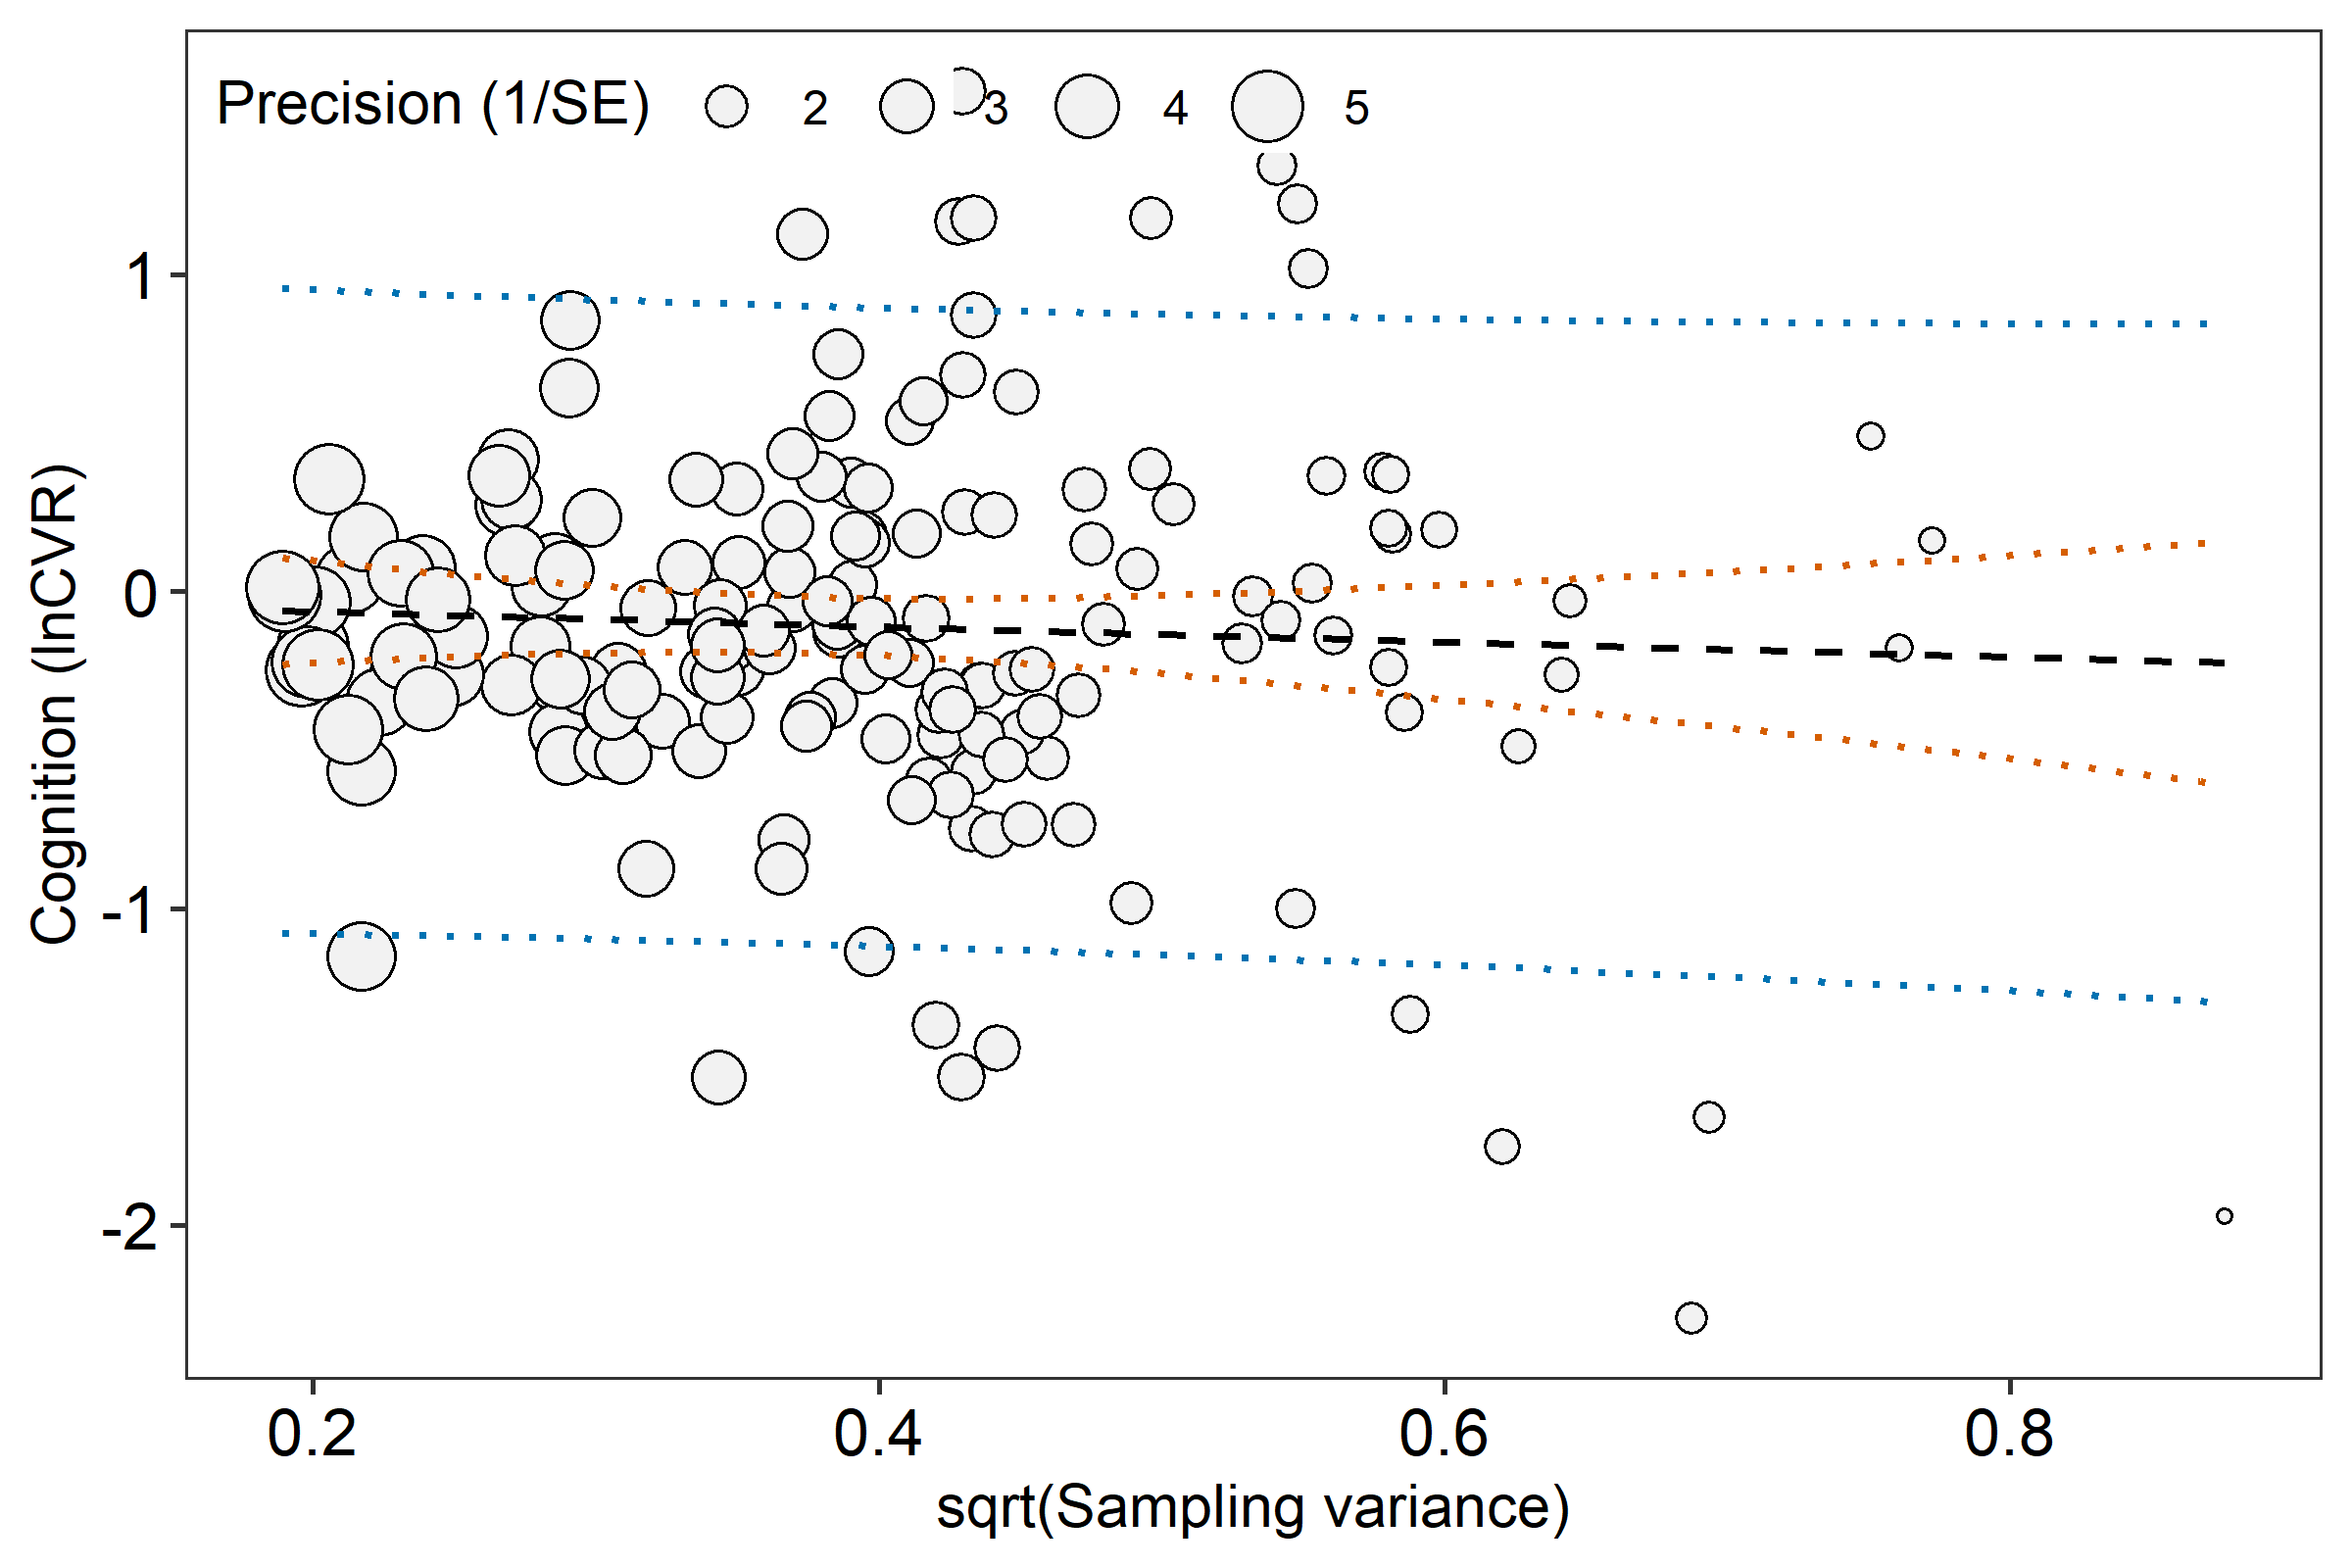 Precision (1/SE) 2 3 4 5
Cognition (lnCVR)
1
0
-1
-2
0.2 0.4 0.6 0.8
sqrt(Sampling variance)